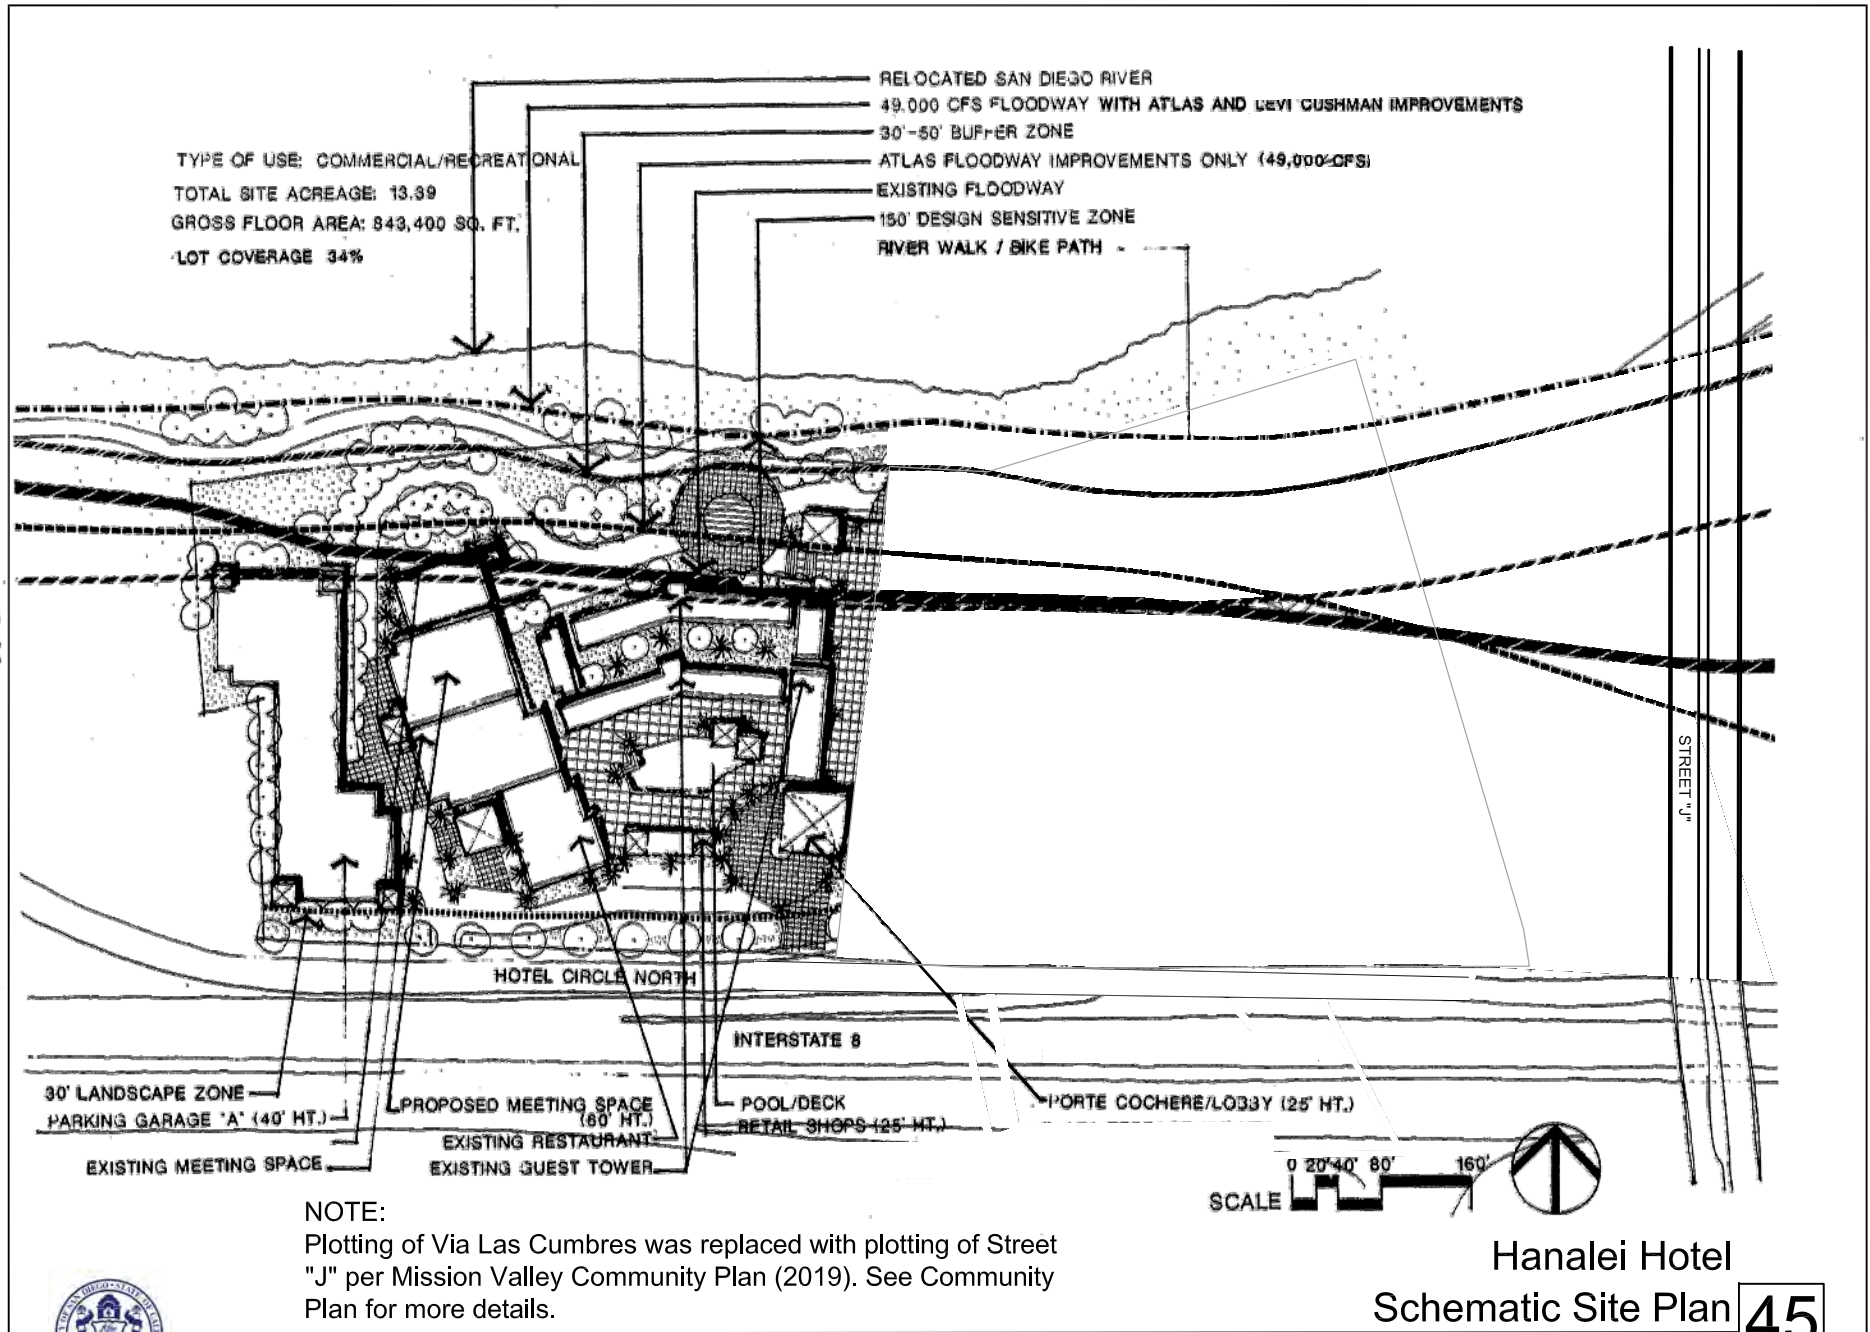 RELOCATED SAN DIEGO RIVER
49,000 CFS FLOODWAY WITH ATLAS AND LEVI CUSHMAN IMPROVEMENTS
30'-50' BUFFER ZONE
ATLAS FLOODWAY IMPROVEMENTS ONLY (49,000 CFS)
EXISTING FLOODWAY
150' DESIGN SENSITIVE ZONE
RIVER WALK / BIKE PATH
TYPE OF USE: COMMERCIAL/RECREATIONAL
TOTAL SITE ACREAGE: 13.39
GROSS FLOOR AREA: 843,400 SQ. FT.
LOT COVERAGE 34%
STREET "J"
HOTEL CIRCLE NORTH
INTERSTATE 8
30' LANDSCAPE ZONE
PARKING GARAGE "A" (40' HT.)
EXISTING MEETING SPACE
PROPOSED MEETING SPACE
(60' HT.)
EXISTING RESTAURANT
EXISTING GUEST TOWER
POOL/DECK
RETAIL SHOPS (25' HT.)
PORTE COCHERE/LOBBY (25' HT.)
0 20' 40' 80' 160'
SCALE
NOTE:
Plotting of Via Las Cumbres was replaced with plotting of Street
"J" per Mission Valley Community Plan (2019). See Community
Plan for more details.
Hanalei Hotel
Schematic Site Plan
45